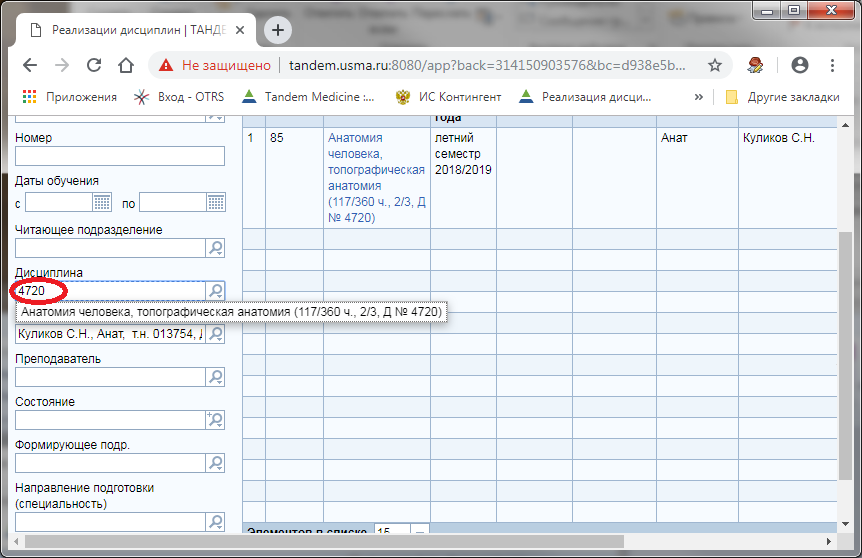 Реализации дисциплин | ТАНДЕ
Не защищено | tandem.usma.ru:8080/app?back=314150903576&bc=d938e5b...
Приложения Вход - OTRS Tandem Medicine :... ИС Контингент Реализация дисци... » Другие закладки
года
Номер
Даты обучения
с по
Читающее подразделение
Дисциплина
4720
Анатомия человека, топографическая анатомия (117/360 ч., 2/3, Д № 4720)
Куликов С.Н., Анат, т.н. 013754, Д
Преподаватель
Состояние
Формирующее подр.
Направление подготовки
(специальность)
1 85 Анатомия
человека,
топографическая
анатомия
(117/360 ч., 2/3, Д
№ 4720)
летний
семестр
2018/2019
Анат Куликов С.Н.
Элементов в списке 15